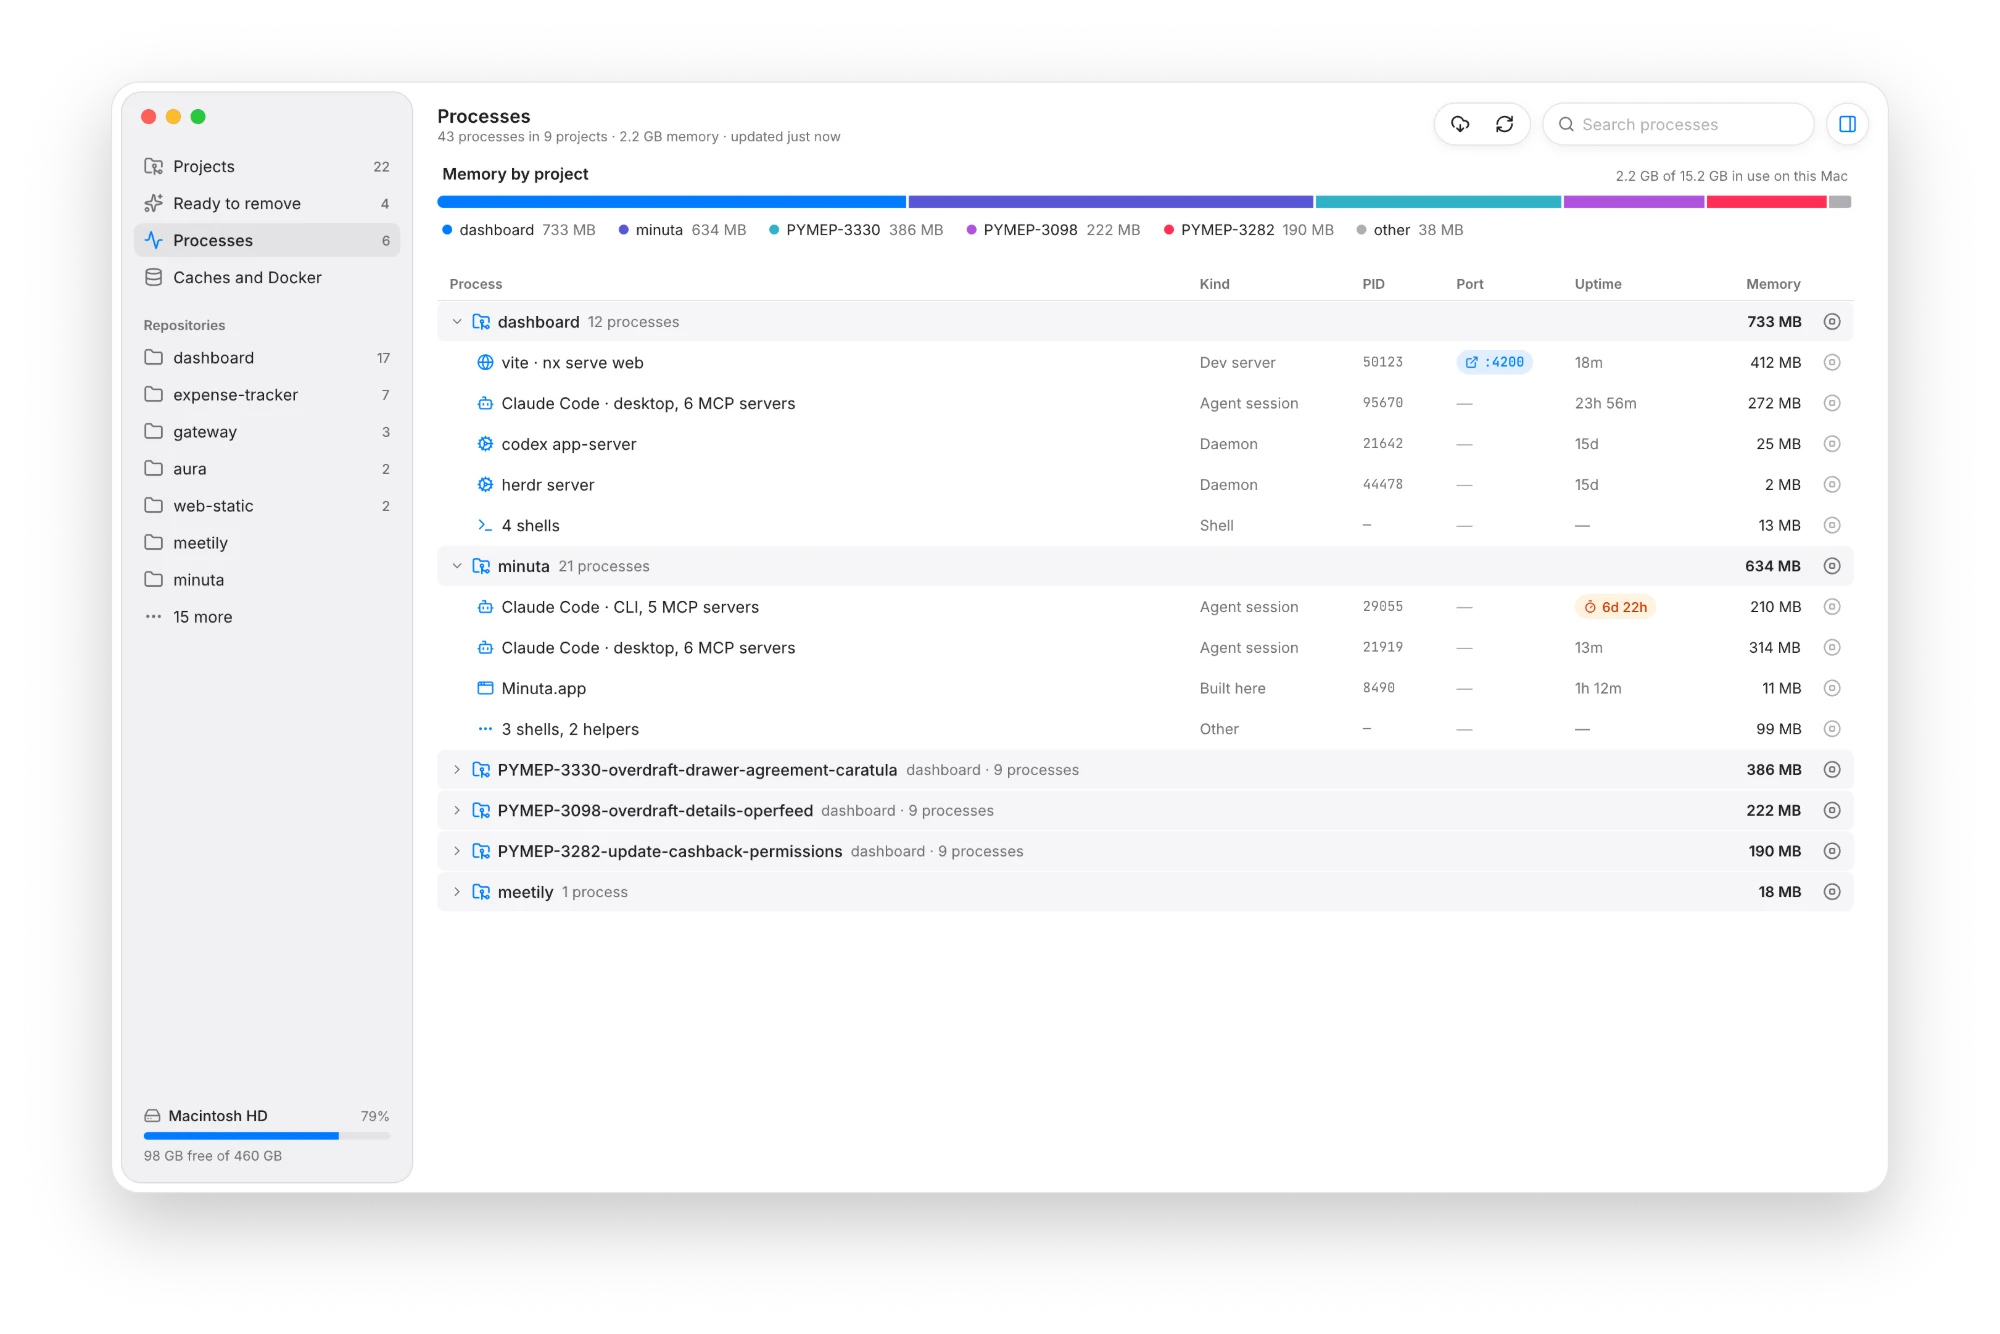 Projects 22
Ready to remove 4
Processes 6
Caches and Docker
Repositories
dashboard 17
expense-tracker 7
gateway 3
aura 2
web-static 2
meetily
minuta
15 more
Macintosh HD 79%
98 GB free of 460 GB
Processes
43 processes in 9 projects · 2.2 GB memory · updated just now
Search processes
Memory by project
2.2 GB of 15.2 GB in use on this Mac
dashboard 733 MB minuta 634 MB PYMEP-3330 386 MB PYMEP-3098 222 MB PYMEP-3282 190 MB other 38 MB
Process Kind PID Port Uptime Memory
dashboard 12 processes 733 MB
vite · nx serve web Dev server 50123 :4200 18m 412 MB
Claude Code · desktop, 6 MCP servers Agent session 95670 — 23h 56m 272 MB
codex app-server Daemon 21642 — 15d 25 MB
herdr server Daemon 44478 — 15d 2 MB
4 shells Shell – — — 13 MB
minuta 21 processes 634 MB
Claude Code · CLI, 5 MCP servers Agent session 29055 — 6d 22h 210 MB
Claude Code · desktop, 6 MCP servers Agent session 21919 — 13m 314 MB
Minuta.app Built here 8490 — 1h 12m 11 MB
3 shells, 2 helpers Other – — — 99 MB
PYMEP-3330-overdraft-drawer-agreement-caratula dashboard · 9 processes 386 MB
PYMEP-3098-overdraft-details-operfeed dashboard · 9 processes 222 MB
PYMEP-3282-update-cashback-permissions dashboard · 9 processes 190 MB
meetily 1 process 18 MB